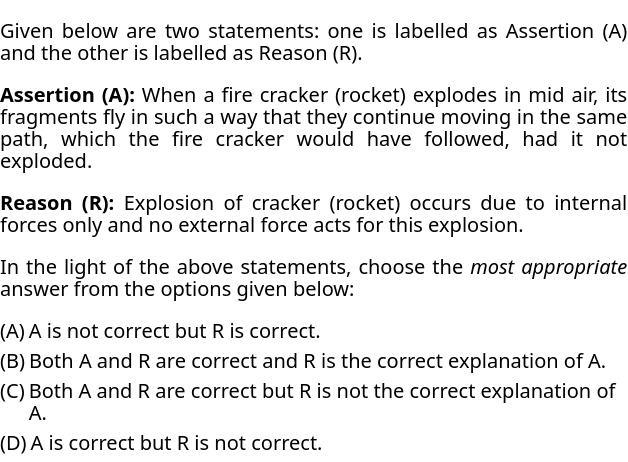 Given below are two statements: one is labelled as Assertion (A)
and the other is labelled as Reason (R).
Assertion (A): When a fire cracker (rocket) explodes in mid air, its
fragments fly in such a way that they continue moving in the same
path, which the fire cracker would have followed, had it not
exploded.
Reason (R): Explosion of cracker (rocket) occurs due to internal
forces only and no external force acts for this explosion.
In the light of the above statements, choose the most appropriate
answer from the options given below:
(A) A is not correct but R is correct.
(B) Both A and R are correct and R is the correct explanation of A.
(C) Both A and R are correct but R is not the correct explanation of
A.
(D) A is correct but R is not correct.